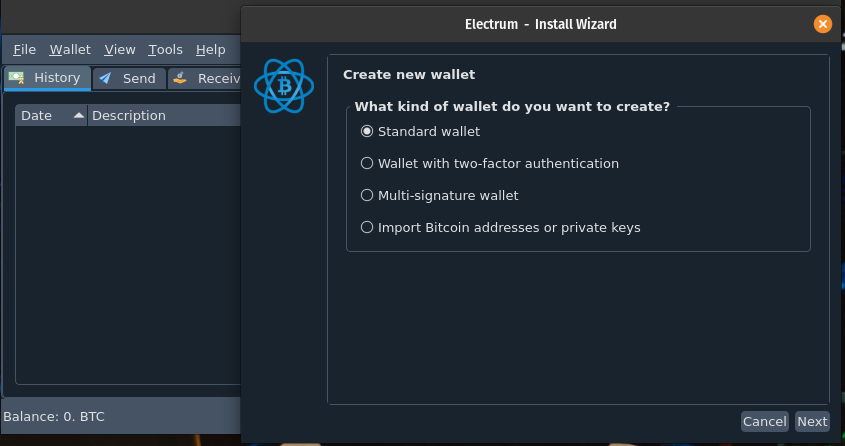 Electrum - Install Wizard
File Wallet View Tools Help
History Send Receiv
Date Description
Create new wallet
What kind of wallet do you want to create?
Standard wallet
Wallet with two-factor authentication
Multi-signature wallet
Import Bitcoin addresses or private keys
Balance: 0. BTC
Cancel Next